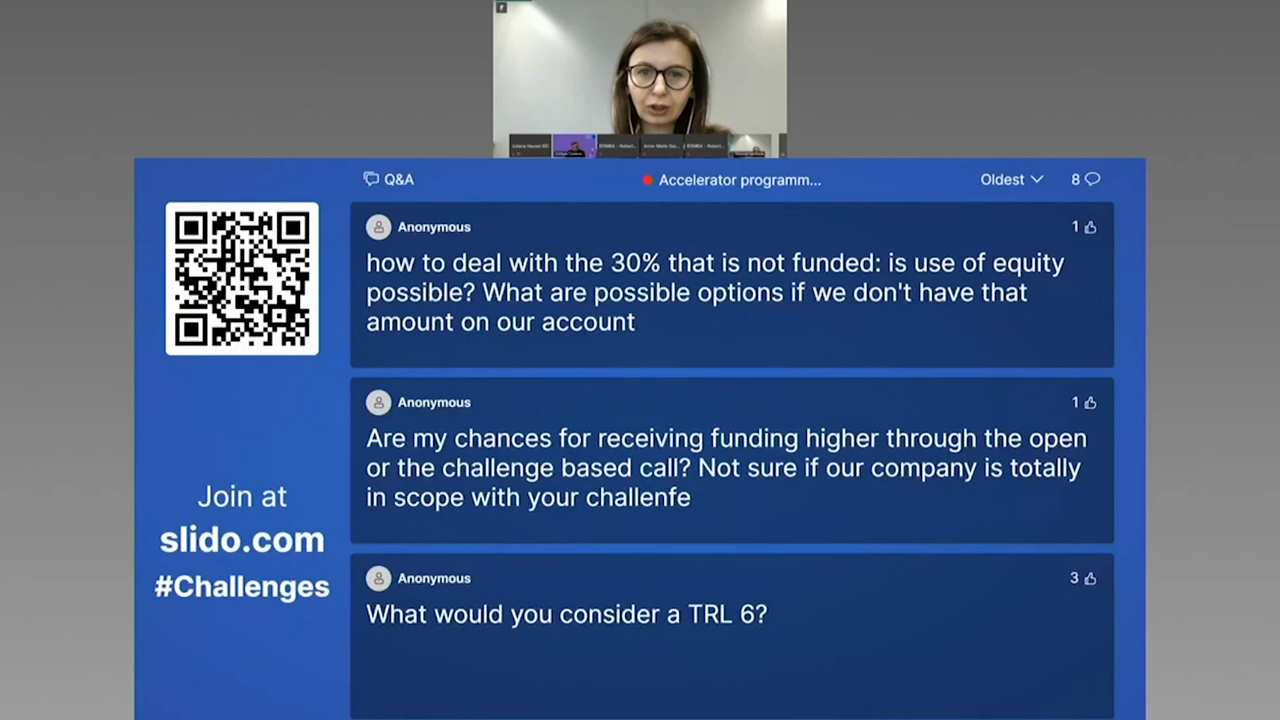 Q&A
Accelerator programm...
Oldest
8
Anonymous
1
how to deal with the 30% that is not funded: is use of equity
possible? What are possible options if we don't have that
amount on our account
Anonymous
1
Are my chances for receiving funding higher through the open
or the challenge based call? Not sure if our company is totally
in scope with your challenfe
Join at
slido.com
#Challenges
Anonymous
3
What would you consider a TRL 6?